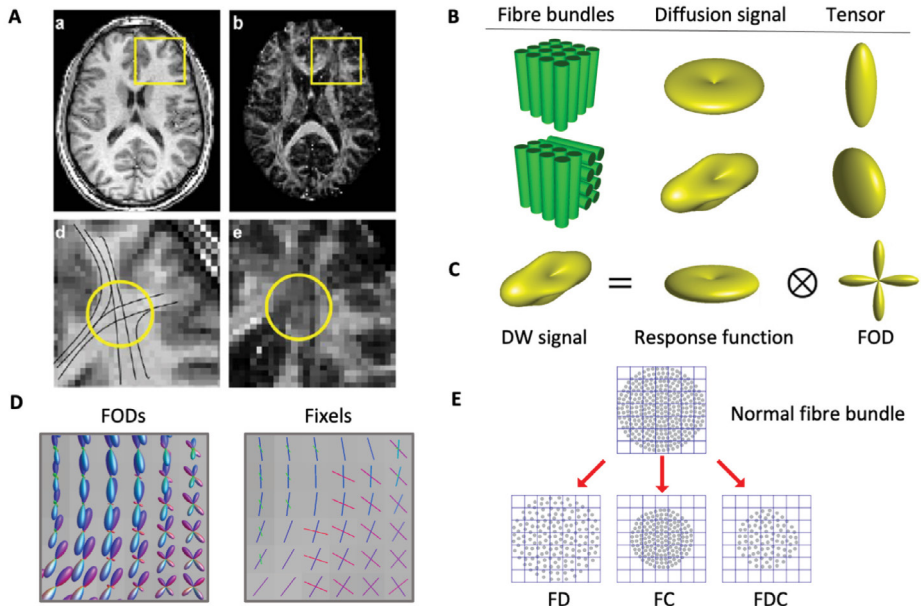 A
a
b
d
e
B
Fibre bundles Diffusion signal Tensor
C
DW signal Response function FOD
D
FODs Fixels
E
Normal fibre bundle
FD FC FDC